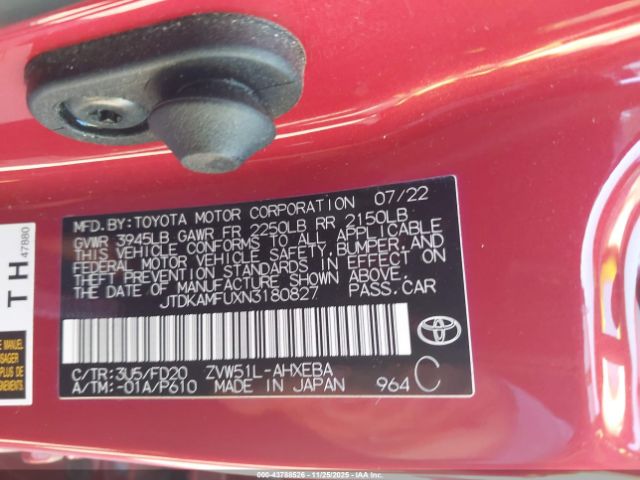 MFD.BY:TOYOTA MOTOR CORPORATION 07/22
GVWR 3945LB GAWR FR 2250LB RR 2150LB
THIS VEHICLE CONFORMS TO ALL APPLICABLE
FEDERAL MOTOR VEHICLE SAFETY, BUMPER, AND
THEFT PREVENTION STANDARDS IN EFFECT ON
THE DATE OF MANUFACTURE SHOWN ABOVE.
JTDKAMFUXN3180827 PASS.CAR
TOYOTA
C/TR:3U5/FD20 ZVW51L-AHXEBA
A/TM:-01A/P610 MADE IN JAPAN 964 C
47880
TH
000-43788526 - 11/25/2025 - IAA Inc.